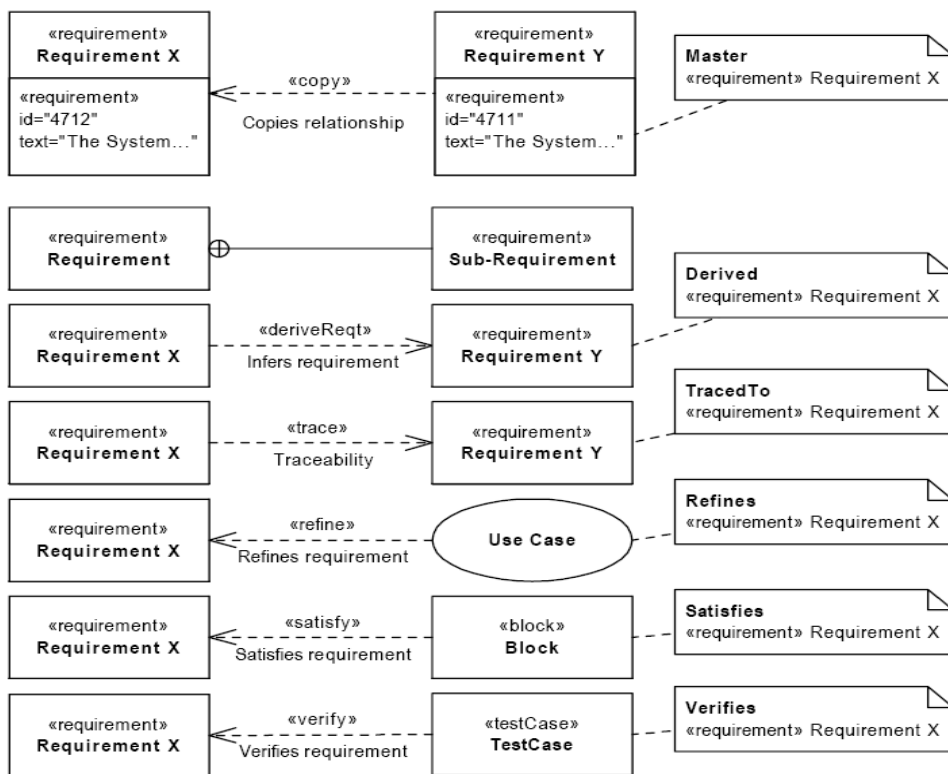 «requirement»
Requirement X
«requirement»
id="4712"
text="The System..."
«copy»
Copies relationship
«requirement»
Requirement Y
«requirement»
id="4711"
text="The System..."
Master
«requirement» Requirement X
«requirement»
Requirement
«requirement»
Sub-Requirement
«requirement»
Requirement X
«deriveReqt»
Infers requirement
«requirement»
Requirement Y
Derived
«requirement» Requirement X
«requirement»
Requirement X
«trace»
Traceability
«requirement»
Requirement Y
TracedTo
«requirement» Requirement X
«requirement»
Requirement X
«refine»
Refines requirement
Use Case
Refines
«requirement» Requirement X
«requirement»
Requirement X
«satisfy»
Satisfies requirement
«block»
Block
Satisfies
«requirement» Requirement X
«requirement»
Requirement X
«verify»
Verifies requirement
«testCase»
TestCase
Verifies
«requirement» Requirement X